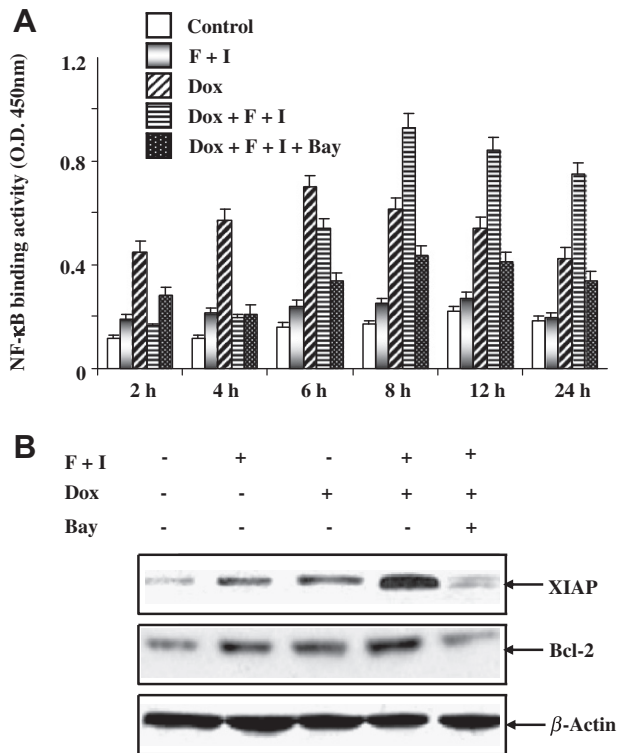 A
Control
F + I
Dox
Dox + F + I
Dox + F + I + Bay
NF-κB binding activity (O.D. 450nm)
1.2
0.8
0.4
0
2 h 4 h 6 h 8 h 12 h 24 h
B
F + I - + - + +
Dox - - + + +
Bay - - - - +
XIAP
Bcl-2
β-Actin